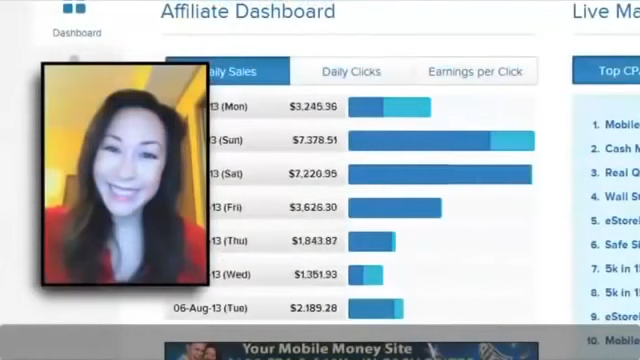 Affiliate Dashboard
Live Ma
Dashboard
aily Sales
Daily Clicks
Earnings per Click
Top CPA
13 (Mon) $3,245.36
13 (Sun) $7,378.51
13 (Sat) $7,220.95
13 (Fri) $3,626.30
13 (Thu) $1,843.87
13 (Wed) $1,351.93
06-Aug-13 (Tue) $2,189.28
1. Mobile
2. Cash M
3. Real Q
4. Wall St
5. eStore
6. Safe Si
7. 5k in 1
8. 5k in 1
9. eStore
10. Mobile
Your Mobile Money Site